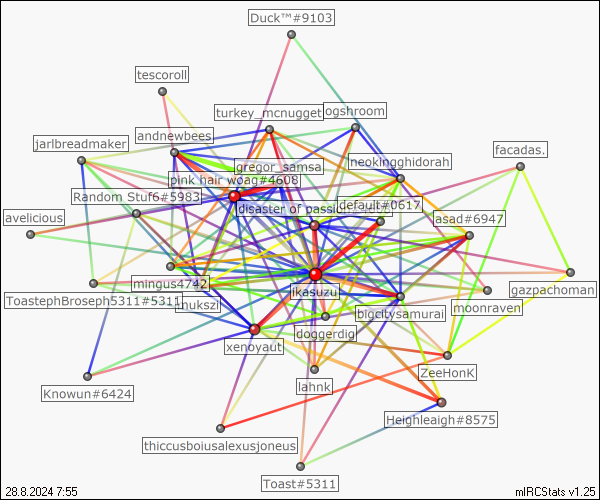 Duck™#9103
tescoroll
turkey_mcnugget
ogshroom
andnewbees
jarlbreadmaker
neokingghidorah
facadas.
gregor_samsa
pink hair woag#4608
Random Stuf6#5983
disaster of passi
default#0617
avelicious
asad#6947
mingus4742
ikasuzu
gazpachoman
ToastephBroseph5311#5311
nukszi
moonraven
bigcitysamurai
doggerdig
xenoyaut
ZeeHonK
lahnk
Knowun#6424
Heighleaigh#8575
thiccusboiusalexusjoneus
Toast#5311
28.8.2024 7:55
mIRCStats v1.25